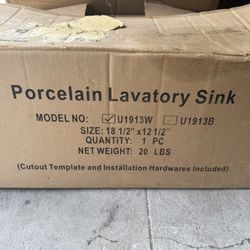 Porcelain Lavatory Sink
MODEL NO: ☑U1913W ☐U1913B
SIZE: 18 1/2"x12 1/2"
QUANTITY: 1 PC
NET WEIGHT: 20 LBS
(Cutout Template and Installation Hardwares Included)